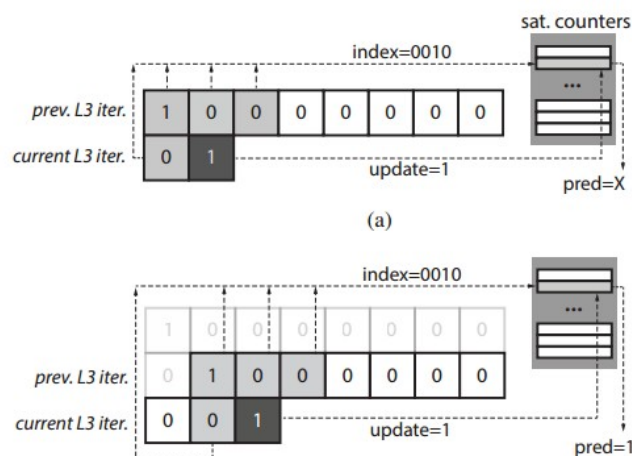 sat. counters
index=0010
...
prev. L3 iter. 1 0 0 0 0 0 0 0
current L3 iter. 0 1
update=1
pred=X
(a)
sat. counters
index=0010
...
1 0 0 0 0 0 0 0
prev. L3 iter. 0 1 0 0 0 0 0 0
current L3 iter. 0 0 1
update=1
pred=1